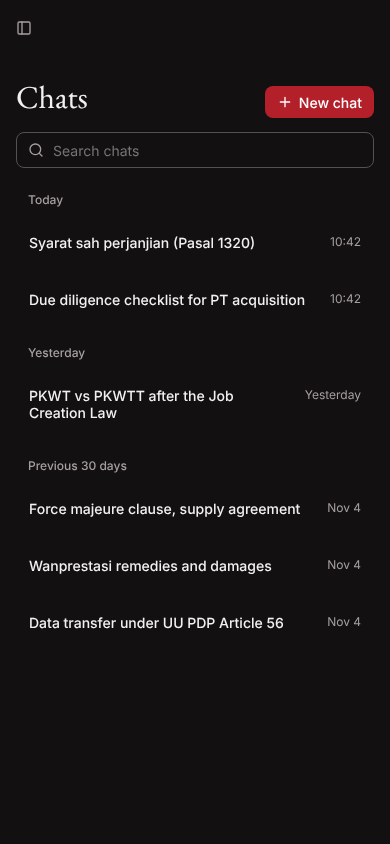 Chats
New chat
Search chats
Today
Syarat sah perjanjian (Pasal 1320) 10:42
Due diligence checklist for PT acquisition 10:42
Yesterday
PKWT vs PKWTT after the Job Yesterday
Creation Law
Previous 30 days
Force majeure clause, supply agreement Nov 4
Wanprestasi remedies and damages Nov 4
Data transfer under UU PDP Article 56 Nov 4